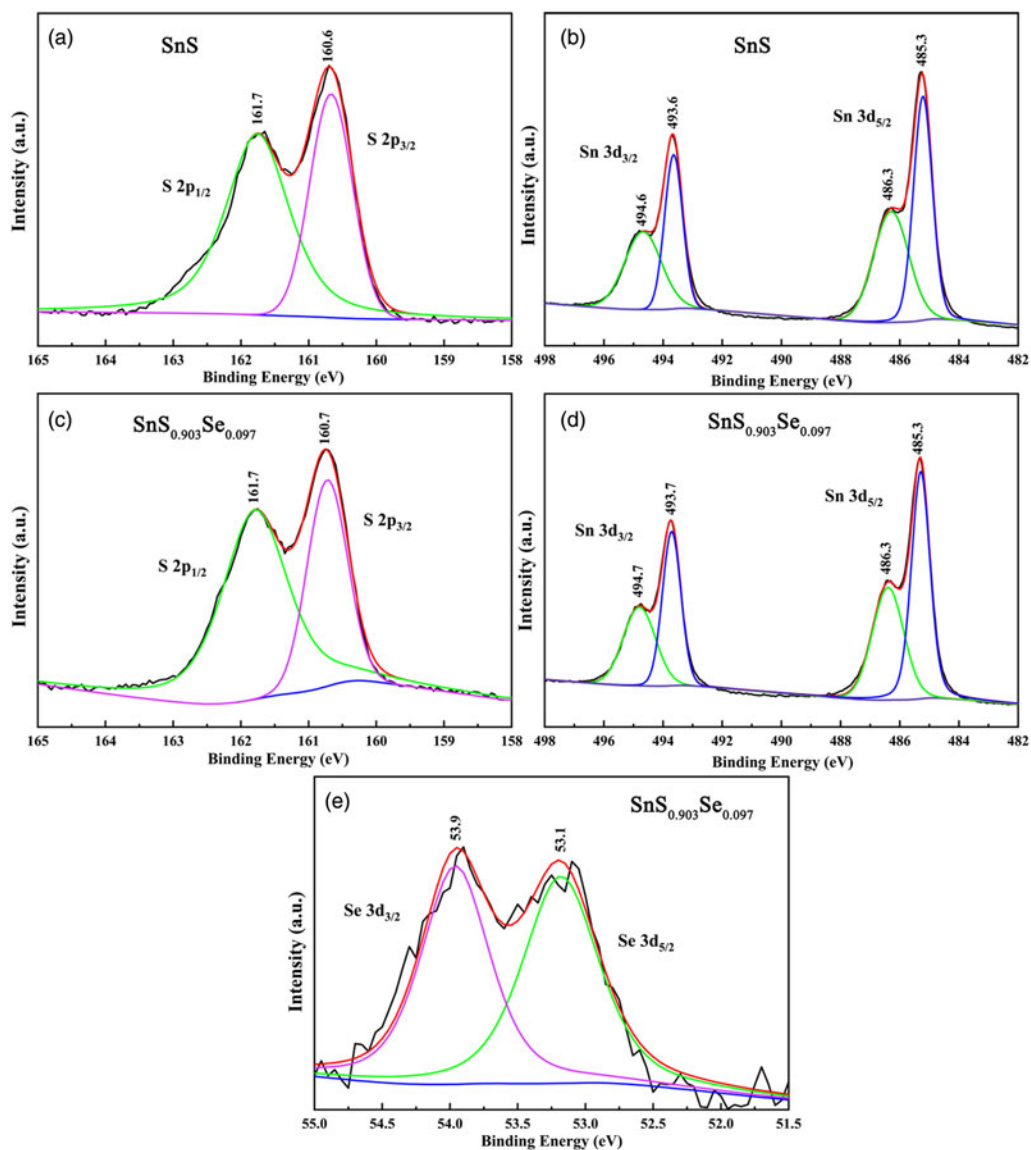 (a)
SnS
160.6
161.7
S 2p3/2
S 2p1/2
Intensity (a.u.)
165 164 163 162 161 160 159 158
Binding Energy (eV)
(b)
SnS
485.3
493.6
Sn 3d5/2
Sn 3d3/2
486.3
494.6
Intensity (a.u.)
498 496 494 492 490 488 486 484 482
Binding Energy (eV)
(c)
SnS0.903Se0.097
160.7
161.7
S 2p3/2
S 2p1/2
Intensity (a.u.)
165 164 163 162 161 160 159 158
Binding Energy (eV)
(d)
SnS0.903Se0.097
485.3
493.7
Sn 3d5/2
Sn 3d3/2
486.3
494.7
Intensity (a.u.)
498 496 494 492 490 488 486 484 482
Binding Energy (eV)
(e)
SnS0.903Se0.097
53.9
53.1
Se 3d3/2
Se 3d5/2
Intensity (a.u.)
55.0 54.5 54.0 53.5 53.0 52.5 52.0 51.5
Binding Energy (eV)